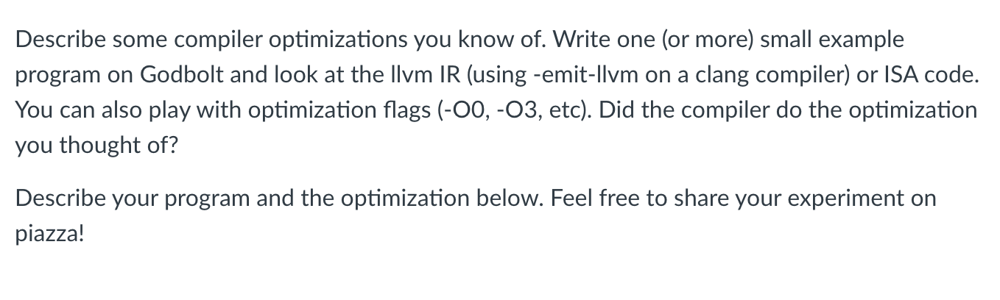 Describe some compiler optimizations you know of. Write one (or more) small example
program on Godbolt and look at the llvm IR (using -emit-llvm on a clang compiler) or ISA code.
You can also play with optimization flags (-O0, -O3, etc). Did the compiler do the optimization
you thought of?
Describe your program and the optimization below. Feel free to share your experiment on
piazza!